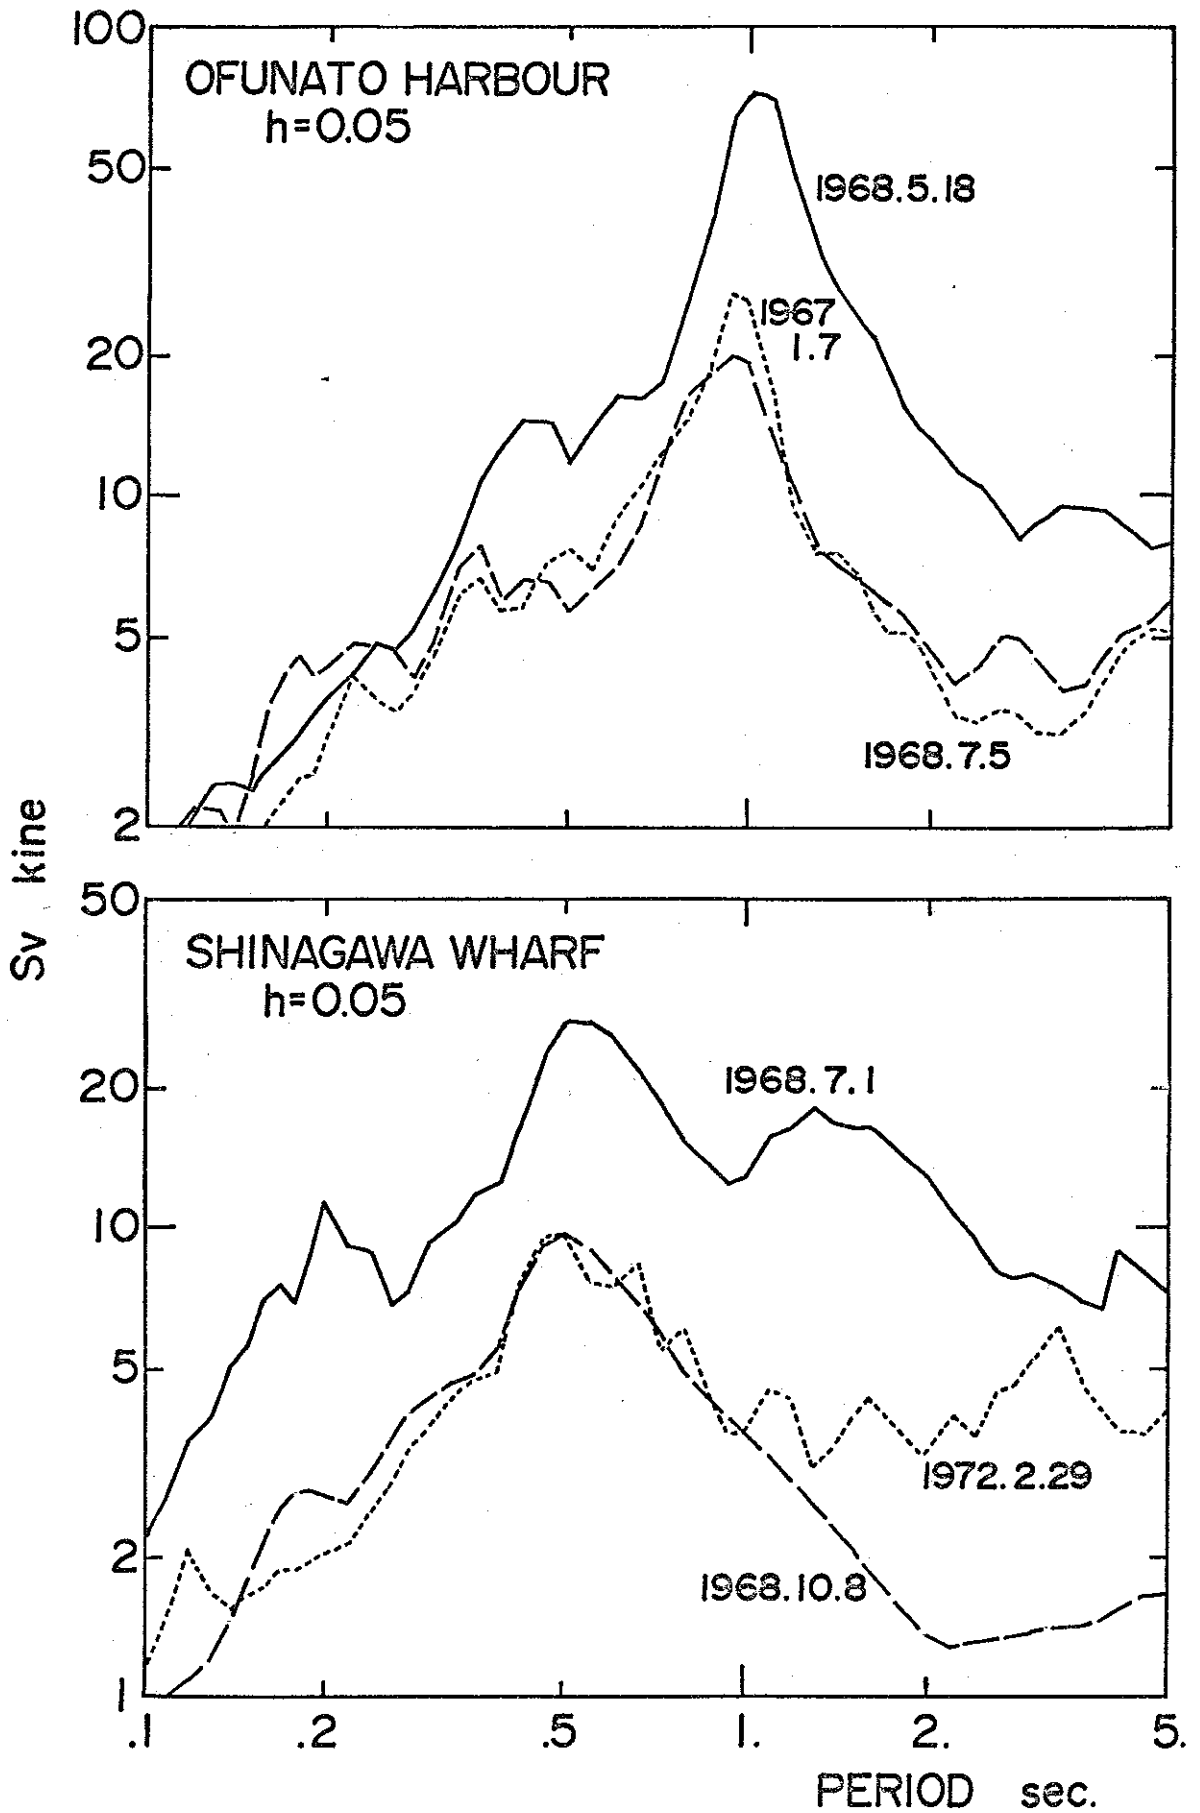 100
OFUNATO HARBOUR
h=0.05
50
1968.5.18
1967
1.7
20
10
5
1968.7.5
2
Sv kine
50
SHINAGAWA WHARF
h=0.05
1968.7.1
20
10
5
1972.2.29
2
1968.10.8
1
.1 .2 .5 1. 2. 5.
PERIOD sec.